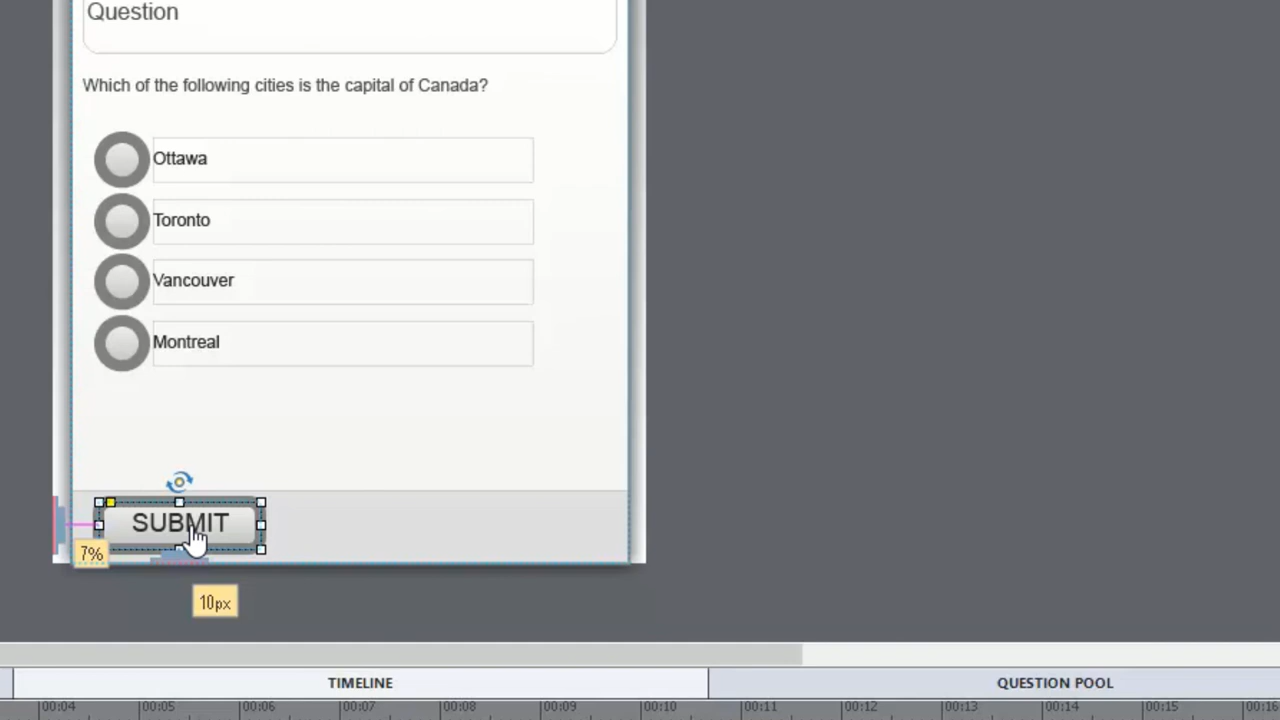 Question
Which of the following cities is the capital of Canada?
Ottawa
Toronto
Vancouver
Montreal
SUBMIT
7%
10px
TIMELINE QUESTION POOL
00:04 00:05 00:06 00:07 00:08 00:09 00:10 00:11 00:12 00:13 00:14 00:15 00:16